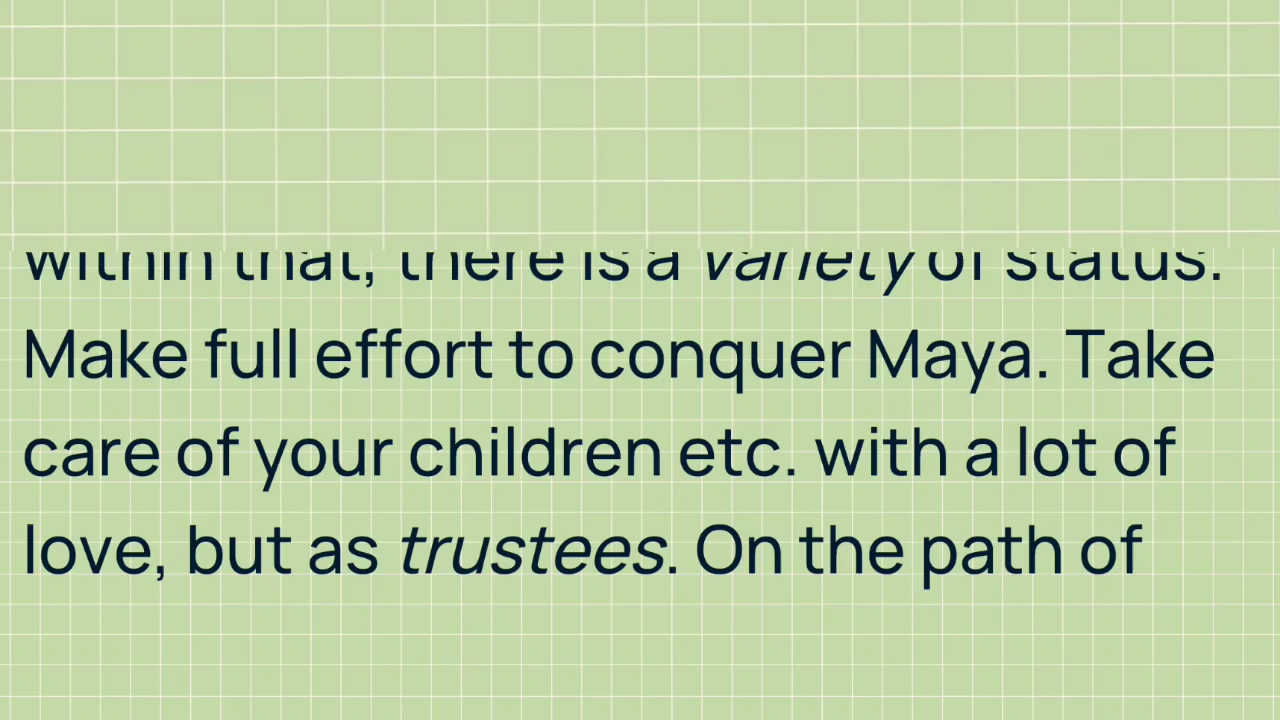 within that, there is a variety of status.
Make full effort to conquer Maya. Take
care of your children etc. with a lot of
love, but as trustees. On the path of